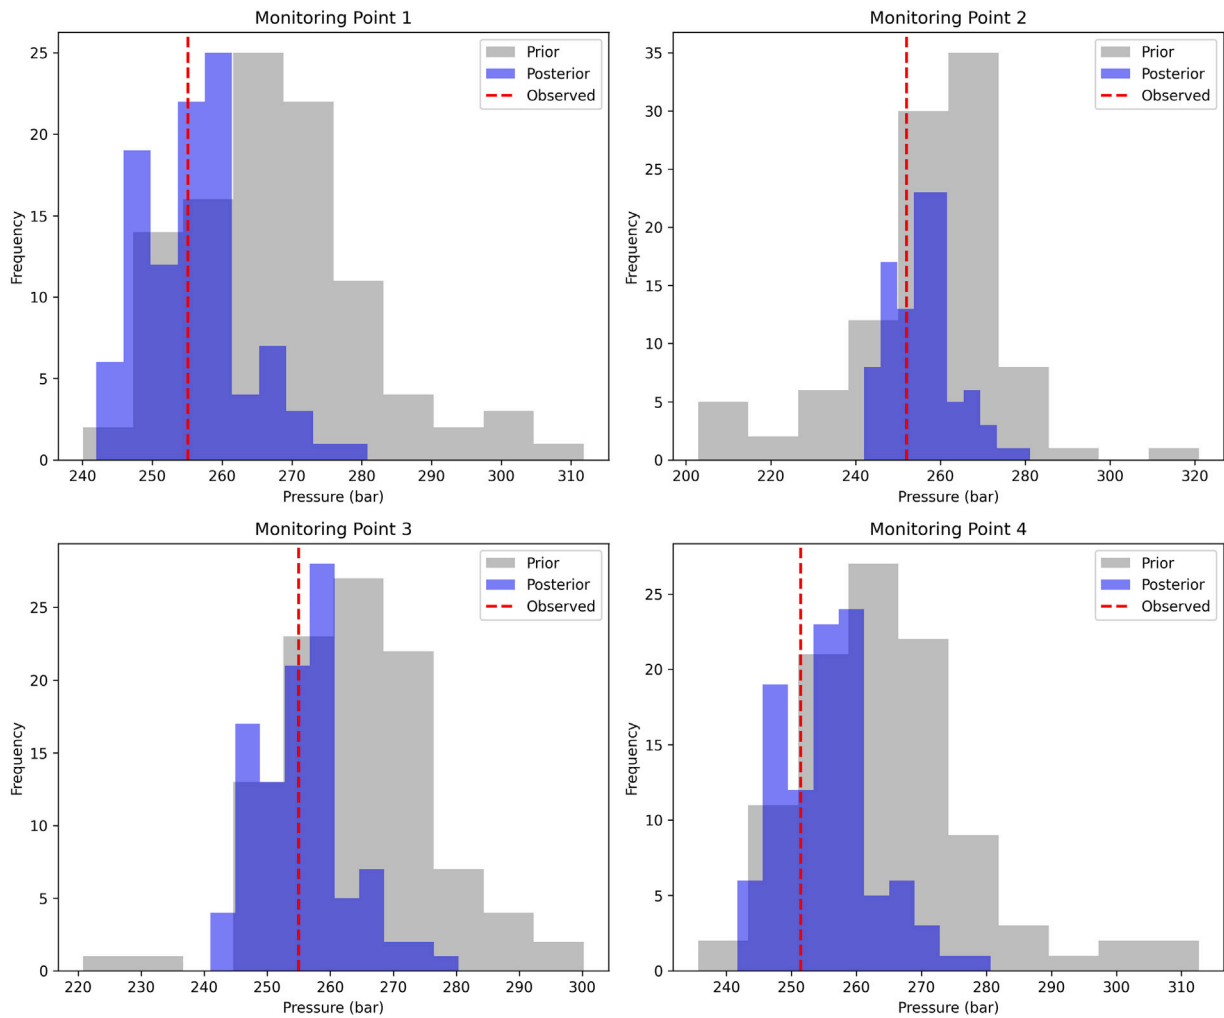 Monitoring Point 1
Frequency
25
20
15
10
5
0
Prior
Posterior
Observed
240 250 260 270 280 290 300 310
Pressure (bar)
Monitoring Point 2
Frequency
35
30
25
20
15
10
5
0
Prior
Posterior
Observed
200 220 240 260 280 300 320
Pressure (bar)
Monitoring Point 3
Frequency
25
20
15
10
5
0
Prior
Posterior
Observed
220 230 240 250 260 270 280 290 300
Pressure (bar)
Monitoring Point 4
Frequency
25
20
15
10
5
0
Prior
Posterior
Observed
240 250 260 270 280 290 300 310
Pressure (bar)